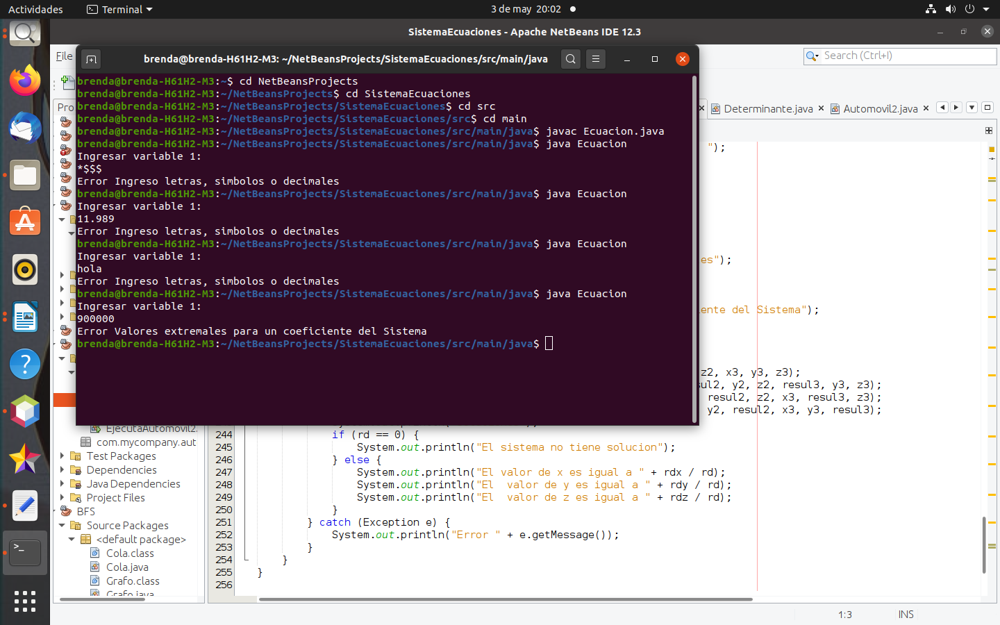 Actividades
Terminal
3 de may 20:02
SistemaEcuaciones - Apache NetBeans IDE 12.3
File
Search (Ctrl+I)
brenda@brenda-H61H2-M3: ~/NetBeansProjects/SistemaEcuaciones/src/main/java
Pro
Determinante.java
Automovil2.java
brenda@brenda-H61H2-M3:~$ cd NetBeansProjects
brenda@brenda-H61H2-M3:~/NetBeansProjects$ cd SistemaEcuaciones
brenda@brenda-H61H2-M3:~/NetBeansProjects/SistemaEcuaciones$ cd src
brenda@brenda-H61H2-M3:~/NetBeansProjects/SistemaEcuaciones/src$ cd main
brenda@brenda-H61H2-M3:~/NetBeansProjects/SistemaEcuaciones/src/main/java$ javac Ecuacion.java
brenda@brenda-H61H2-M3:~/NetBeansProjects/SistemaEcuaciones/src/main/java$ java Ecuacion
Ingresar variable 1:
*$$$
Error Ingreso letras, simbolos o decimales
brenda@brenda-H61H2-M3:~/NetBeansProjects/SistemaEcuaciones/src/main/java$ java Ecuacion
Ingresar variable 1:
11.989
Error Ingreso letras, simbolos o decimales
brenda@brenda-H61H2-M3:~/NetBeansProjects/SistemaEcuaciones/src/main/java$ java Ecuacion
Ingresar variable 1:
hola
Error Ingreso letras, simbolos o decimales
brenda@brenda-H61H2-M3:~/NetBeansProjects/SistemaEcuaciones/src/main/java$ java Ecuacion
Ingresar variable 1:
900000
Error Valores extremales para un coeficiente del Sistema
brenda@brenda-H61H2-M3:~/NetBeansProjects/SistemaEcuaciones/src/main/java$
");
es");
ente del Sistema");
z2, x3, y3, z3);
sul2, y2, z2, resul3, y3, z3);
resul2, z2, x3, resul3, z3);
y2, resul2, x3, y3, resul3);
EjecutaAutomovil2.
com.mycompany.aut
Test Packages
Dependencies
Java Dependencies
Project Files
BFS
Source Packages
<default package>
Cola.class
Cola.java
Grafo.class
Grafo.java
244 if (rd == 0) {
245 System.out.println("El sistema no tiene solucion");
246 } else {
247 System.out.println("El valor de x es igual a " + rdx / rd);
248 System.out.println("El  valor de y es igual a " + rdy / rd);
249 System.out.println("El  valor de z es igual a " + rdz / rd);
250 }
251 } catch (Exception e) {
252 System.out.println("Error " + e.getMessage());
253 }
254 }
255 }
256
1:3
INS